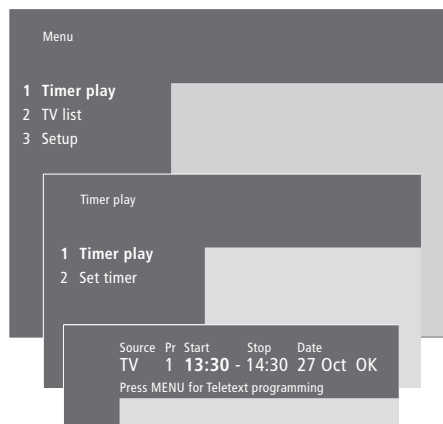 Menu
1 Timer play
2 TV list
3 Setup
Timer play
1 Timer play
2 Set timer
Source Pr Start Stop Date
TV 1 13:30 - 14:30 27 Oct OK
Press MENU for Teletext programming